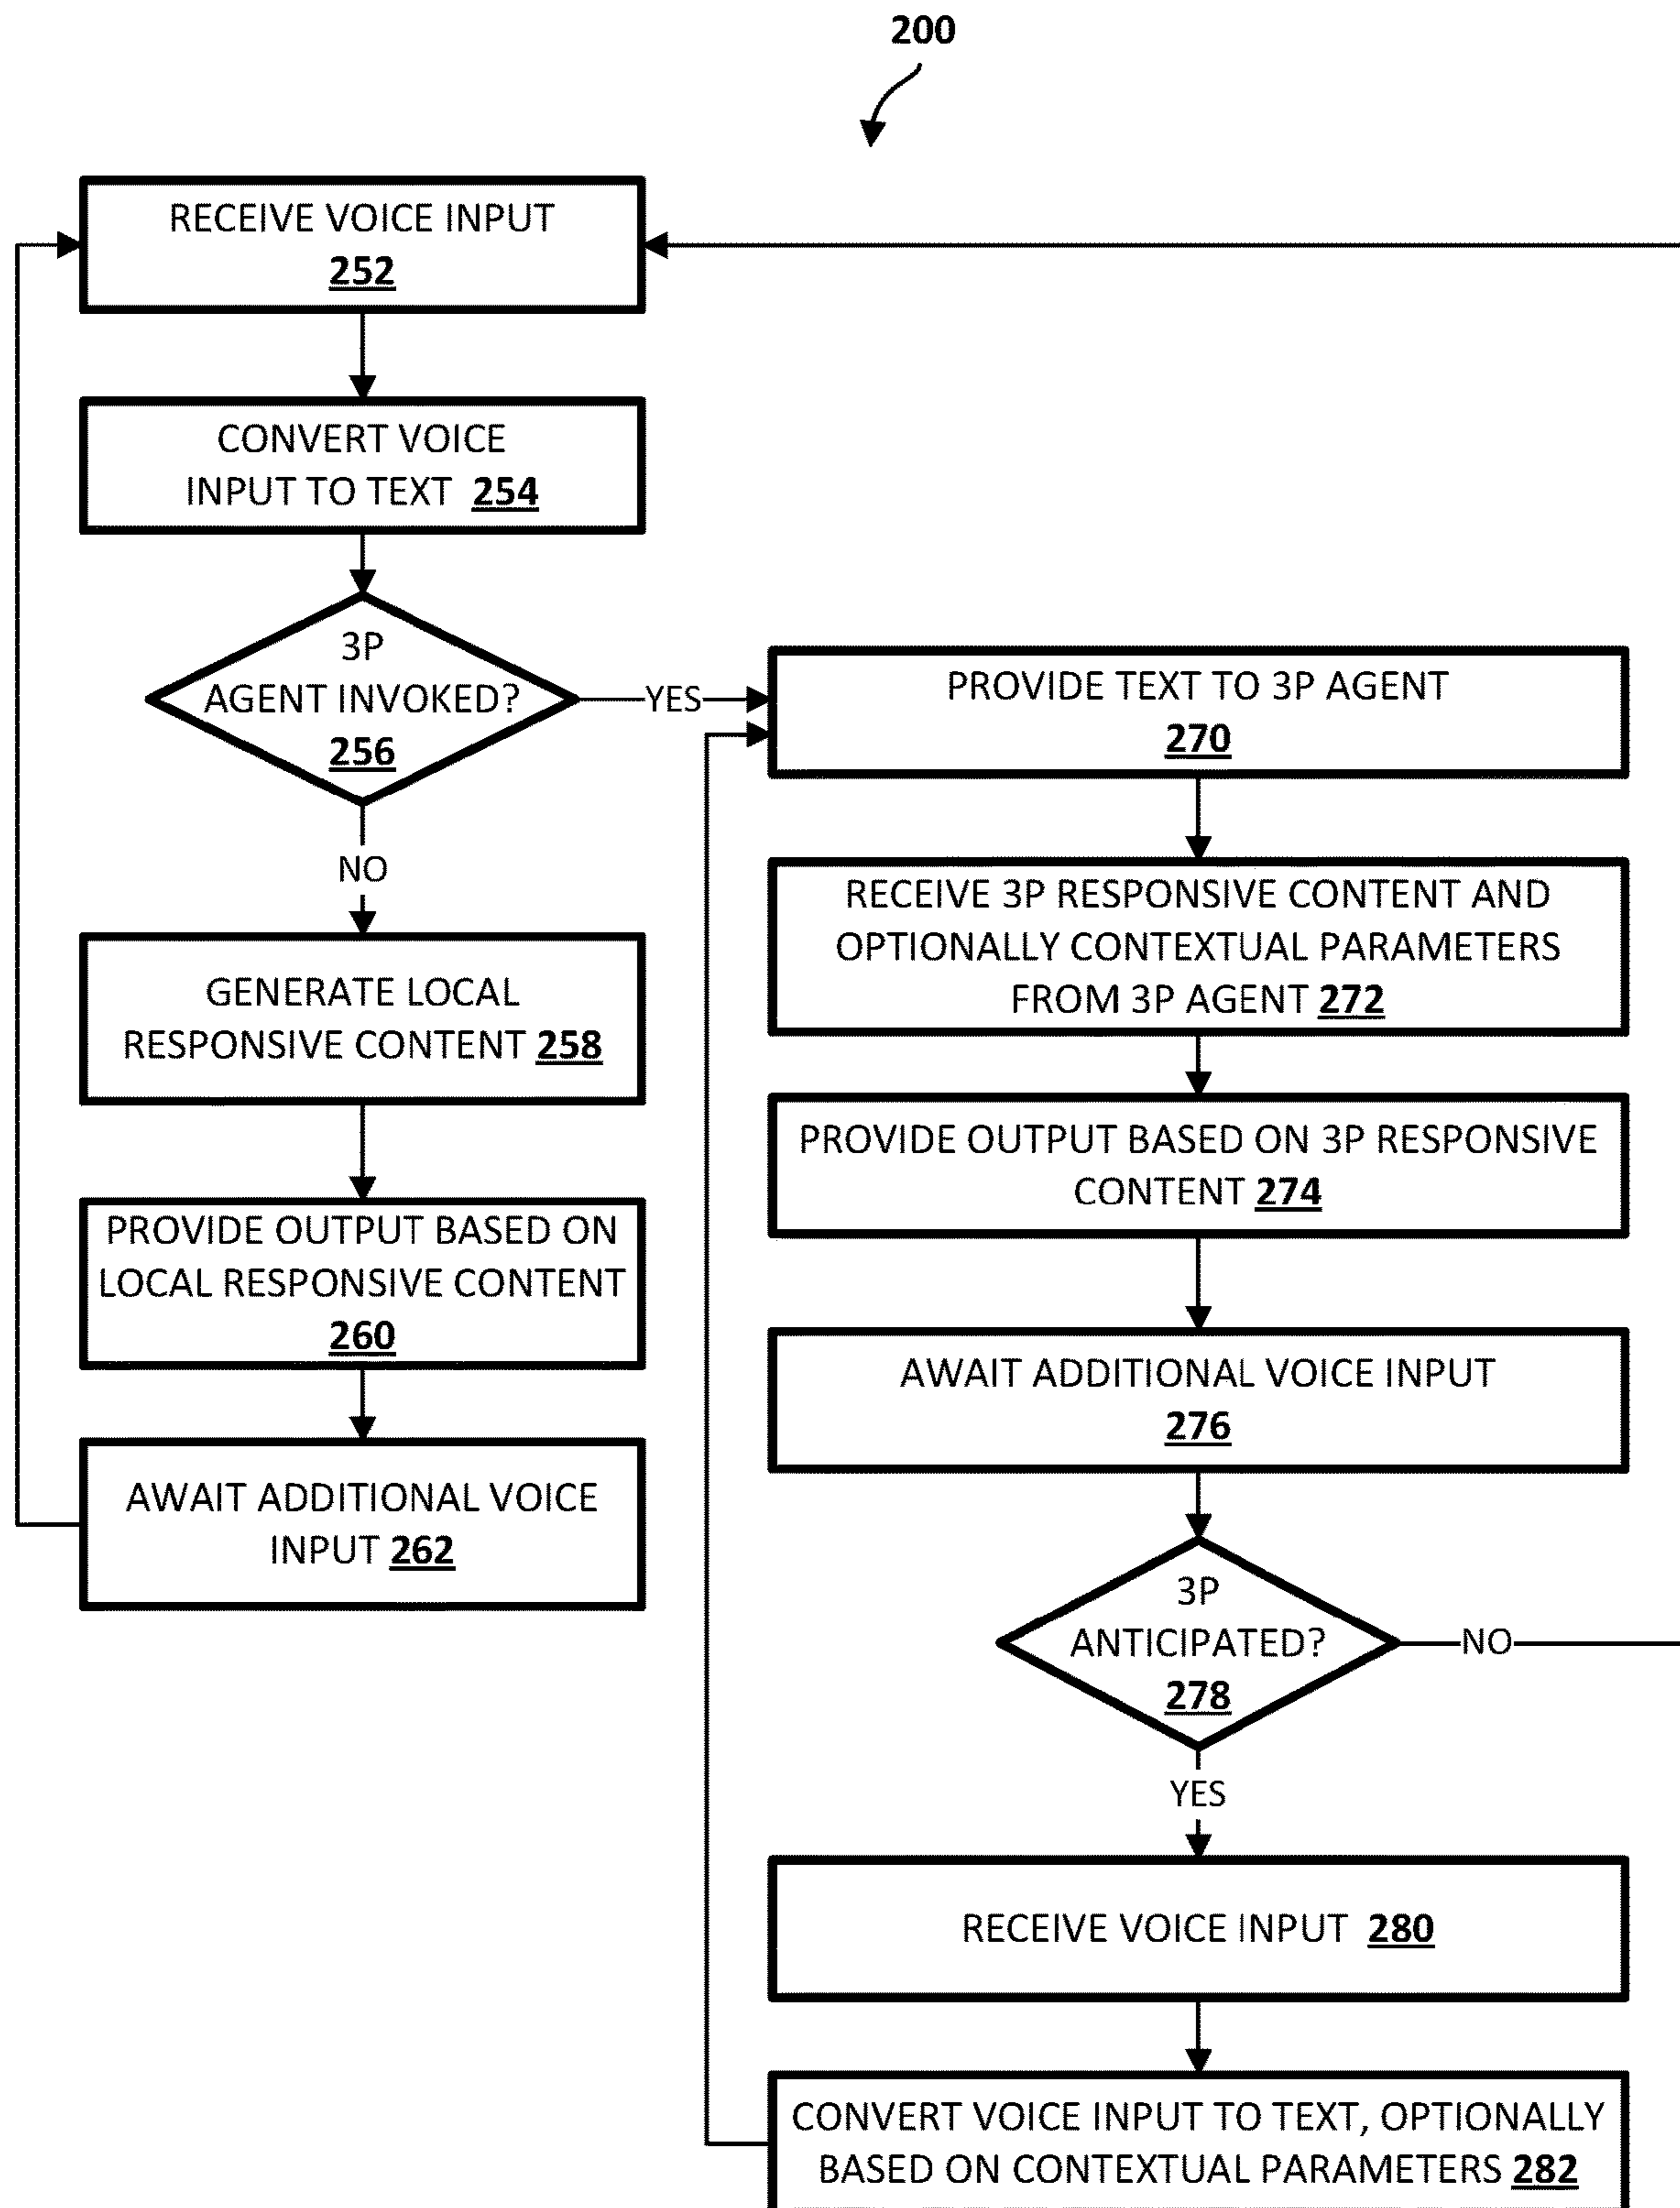 200
RECEIVE VOICE INPUT
252
CONVERT VOICE
INPUT TO TEXT 254
3P
AGENT INVOKED?
256
YES
NO
GENERATE LOCAL
RESPONSIVE CONTENT 258
PROVIDE OUTPUT BASED ON
LOCAL RESPONSIVE CONTENT
260
AWAIT ADDITIONAL VOICE
INPUT 262
PROVIDE TEXT TO 3P AGENT
270
RECEIVE 3P RESPONSIVE CONTENT AND
OPTIONALLY CONTEXTUAL PARAMETERS
FROM 3P AGENT 272
PROVIDE OUTPUT BASED ON 3P RESPONSIVE
CONTENT 274
AWAIT ADDITIONAL VOICE INPUT
276
3P
ANTICIPATED?
278
NO
YES
RECEIVE VOICE INPUT 280
CONVERT VOICE INPUT TO TEXT, OPTIONALLY
BASED ON CONTEXTUAL PARAMETERS 282